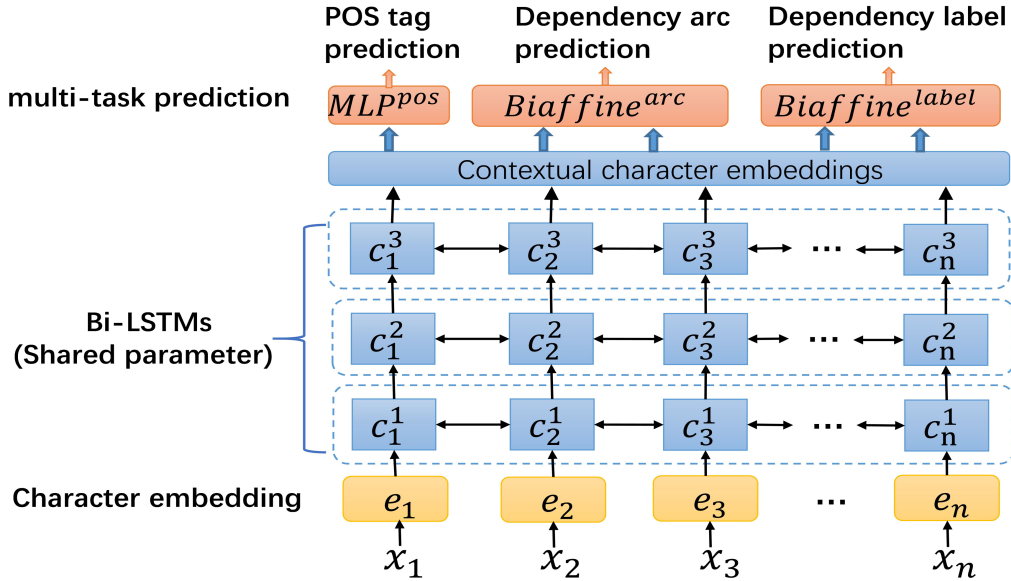 POS tag prediction
Dependency arc prediction
Dependency label prediction
multi-task prediction
MLP^{pos}
Biaffine^{arc}
Biaffine^{label}
Contextual character embeddings
c_1^3 c_2^3 c_3^3 ... c_n^3
Bi-LSTMs
(Shared parameter)
c_1^2 c_2^2 c_3^2 ... c_n^2
c_1^1 c_2^1 c_3^1 ... c_n^1
Character embedding
e_1 e_2 e_3 ... e_n
x_1 x_2 x_3 x_n